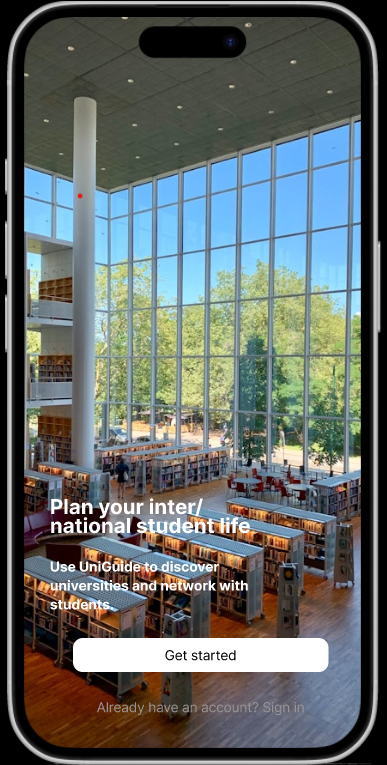 Plan your inter/
national student life
Use UniGuide to discover
universities and network with
students.
Get started
Already have an account? Sign in